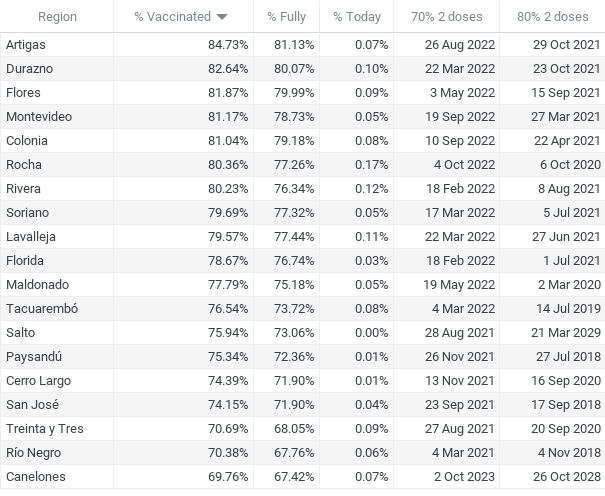 Region % Vaccinated % Fully % Today 70% 2 doses 80% 2 doses
Artigas 84.73% 81.13% 0.07% 26 Aug 2022 29 Oct 2021
Durazno 82.64% 80.07% 0.10% 22 Mar 2022 23 Oct 2021
Flores 81.87% 79.99% 0.09% 3 May 2022 15 Sep 2021
Montevideo 81.17% 78.73% 0.05% 19 Sep 2022 27 Mar 2021
Colonia 81.04% 79.18% 0.08% 10 Sep 2022 22 Apr 2021
Rocha 80.36% 77.26% 0.17% 4 Oct 2022 6 Oct 2020
Rivera 80.23% 76.34% 0.12% 18 Feb 2022 8 Aug 2021
Soriano 79.69% 77.32% 0.05% 17 Mar 2022 5 Jul 2021
Lavalleja 79.57% 77.44% 0.11% 22 Mar 2022 27 Jun 2021
Florida 78.67% 76.74% 0.03% 18 Feb 2022 1 Jul 2021
Maldonado 77.79% 75.18% 0.05% 19 May 2022 2 Mar 2020
Tacuarembó 76.54% 73.72% 0.08% 4 Mar 2022 14 Jul 2019
Salto 75.94% 73.06% 0.00% 28 Aug 2021 21 Mar 2029
Paysandú 75.34% 72.36% 0.01% 26 Nov 2021 27 Jul 2018
Cerro Largo 74.39% 71.90% 0.01% 13 Nov 2021 16 Sep 2020
San José 74.15% 71.90% 0.04% 23 Sep 2021 17 Sep 2018
Treinta y Tres 70.69% 68.05% 0.09% 27 Aug 2021 20 Sep 2020
Río Negro 70.38% 67.76% 0.06% 4 Mar 2021 4 Nov 2018
Canelones 69.76% 67.42% 0.07% 2 Oct 2023 26 Oct 2028